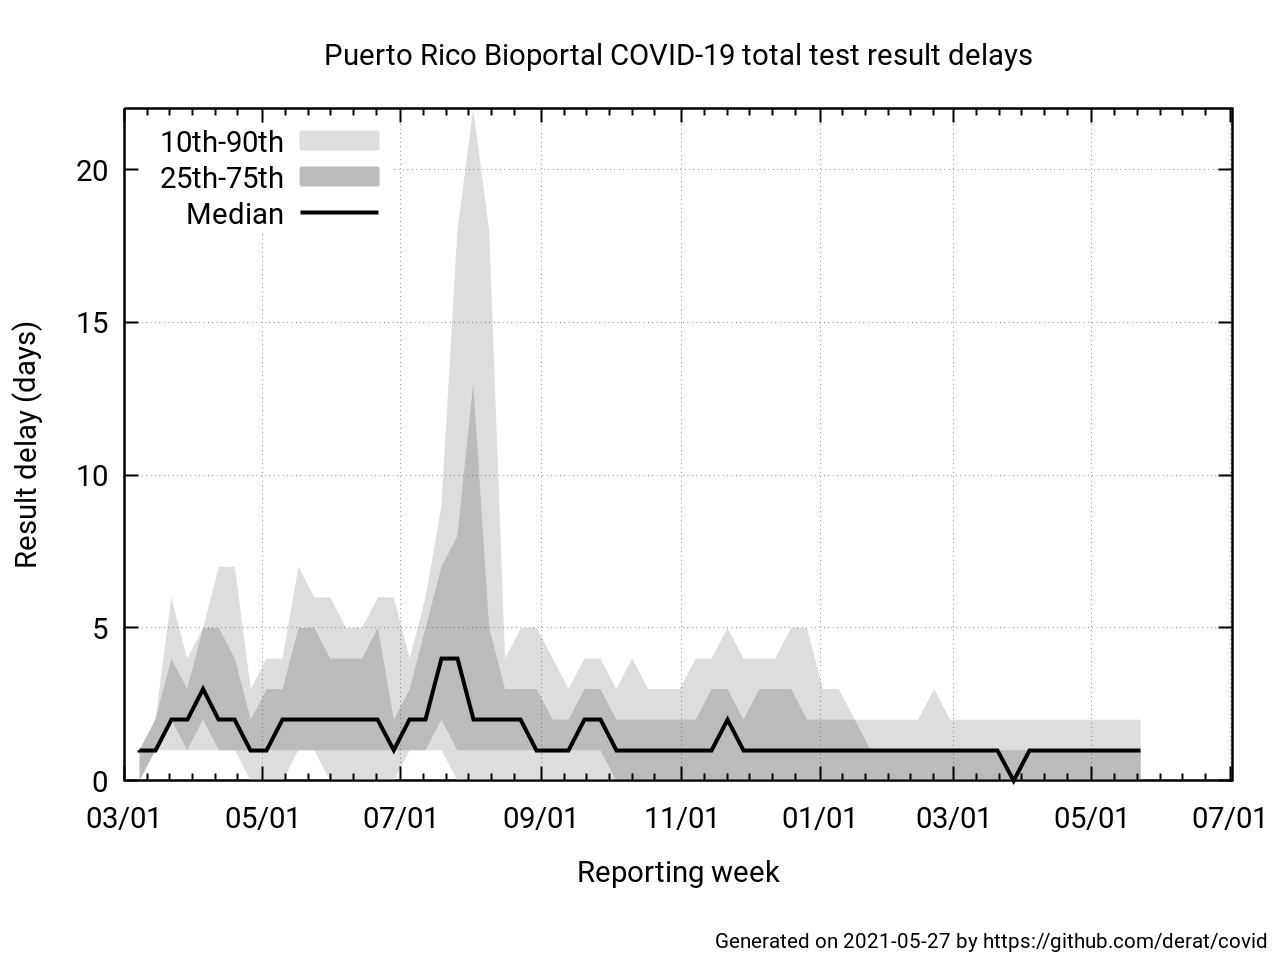 Puerto Rico Bioportal COVID-19 total test result delays
10th-90th
25th-75th
Median
20
15
10
5
0
Result delay (days)
03/01 05/01 07/01 09/01 11/01 01/01 03/01 05/01 07/01
Reporting week
Generated on 2021-05-27 by https://github.com/derat/covid